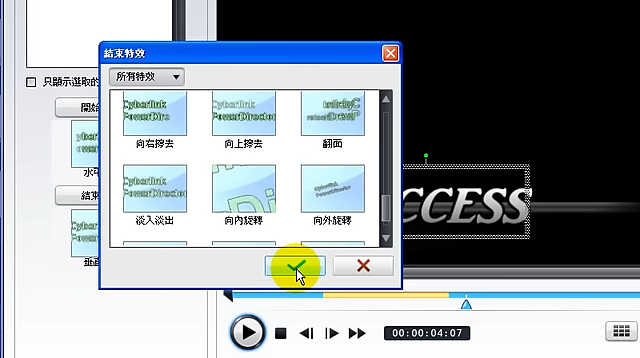 結束特效
所有特效
只顯示選取的
開始
結束
水平
垂直
Cyberlink
PowerDire
Cyberlink
PowerDirector
向右擦去
向上擦去
翻面
Cyberlink
PowerDirector
Cyberlink
PowerDirector
淡入淡出
向內旋轉
向外旋轉
CCESS
00:00:04:07